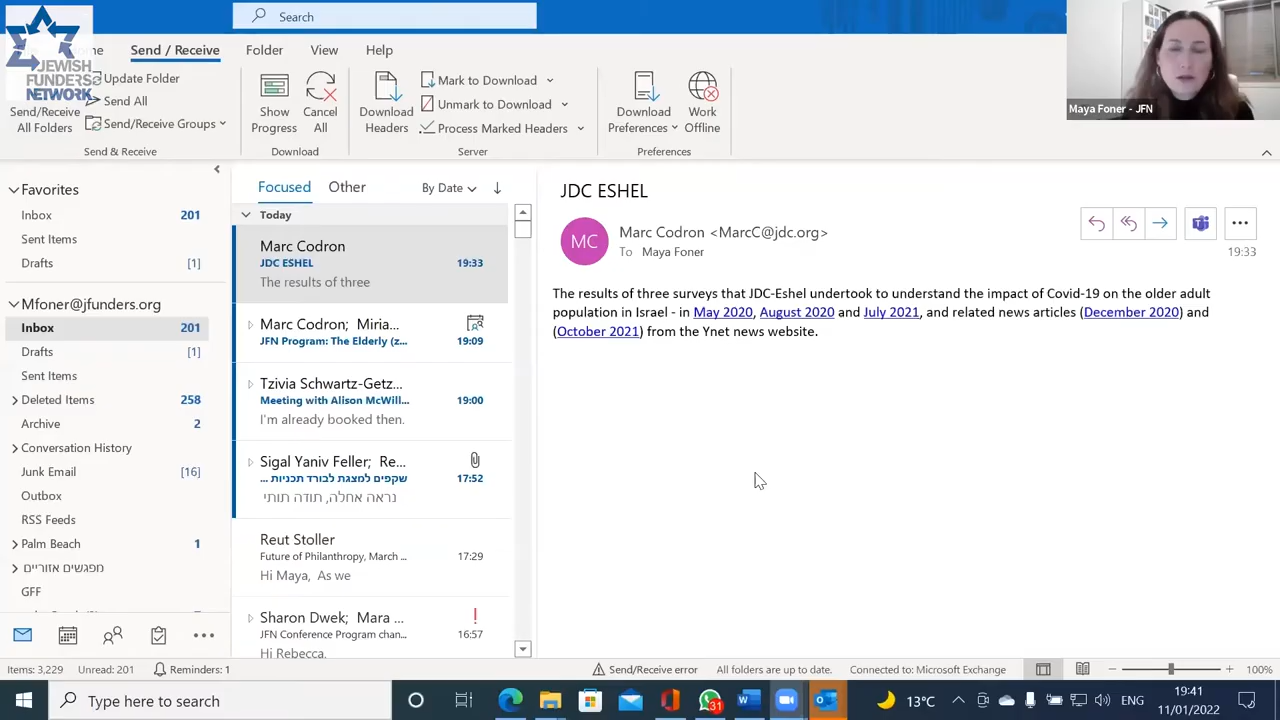 Search
JEWISH
FUNDERS
NETWORK
Send / Receive
Folder
View
Help
Send/Receive
All Folders
Update Folder
Send All
Send/Receive Groups
Send & Receive
Show
Progress
Cancel
All
Download
Download
Headers
Mark to Download
Unmark to Download
Process Marked Headers
Server
Download
Preferences
Work
Offline
Preferences
Maya Foner - JFN
Favorites
Inbox 201
Sent Items
Drafts [1]
Mfoner@jfunders.org
Inbox 201
Drafts [1]
Sent Items
Deleted Items 258
Archive 2
Conversation History
Junk Email [16]
Outbox
RSS Feeds
Palm Beach 1
מפגשים אזוריים
GFF
Focused Other By Date
Today
Marc Codron
JDC ESHEL 19:33
The results of three
Marc Codron; Miria...
JFN Program: The Elderly (z... 19:09
Tzivia Schwartz-Getz...
Meeting with Alison McWill... 19:00
I'm already booked then.
Sigal Yaniv Feller; Re...
שקפים למצגת לבורד תכניות ... 17:52
נראה אחלה, תודה תותי
Reut Stoller
Future of Philanthropy, March ... 17:29
Hi Maya, As we
Sharon Dwek; Mara ...
JFN Conference Program chan... 16:57
Hi Rebecca,
JDC ESHEL
MC
Marc Codron <MarcC@jdc.org>
To Maya Foner
19:33
The results of three surveys that JDC-Eshel undertook to understand the impact of Covid-19 on the older adult
population in Israel - in May 2020, August 2020 and July 2021, and related news articles (December 2020) and
(October 2021) from the Ynet news website.
Items: 3,229 Unread: 201 Reminders: 1 Send/Receive error All folders are up to date. Connected to: Microsoft Exchange 100%
Type here to search
31
13°C
ENG
19:41
11/01/2022